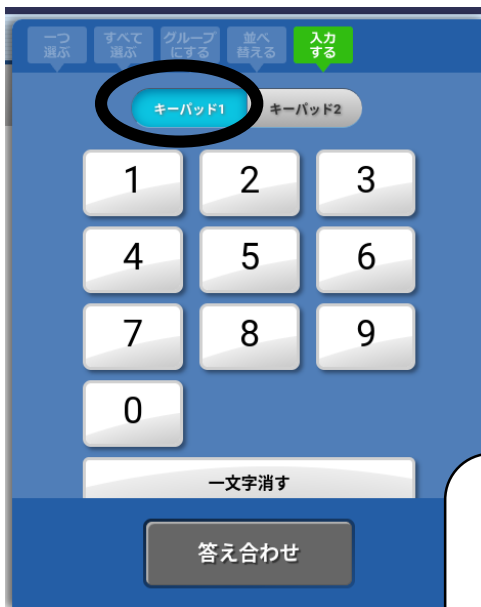 一つ
選ぶ
すべて
選ぶ
グループ
にする
並べ
替える
入力
する
キーパッド1
キーパッド2
1 2 3
4 5 6
7 8 9
0
一文字消す
答え合わせ